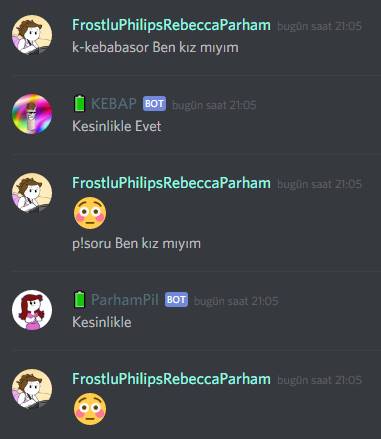 FrostluPhilipsRebeccaParham bugün saat 21:05
k-kebabasor Ben kız mıyım
KEBAP BOT bugün saat 21:05
Kesinlikle Evet
FrostluPhilipsRebeccaParham bugün saat 21:05
p!soru Ben kız mıyım
ParhamPil BOT bugün saat 21:05
Kesinlikle
FrostluPhilipsRebeccaParham bugün saat 21:05